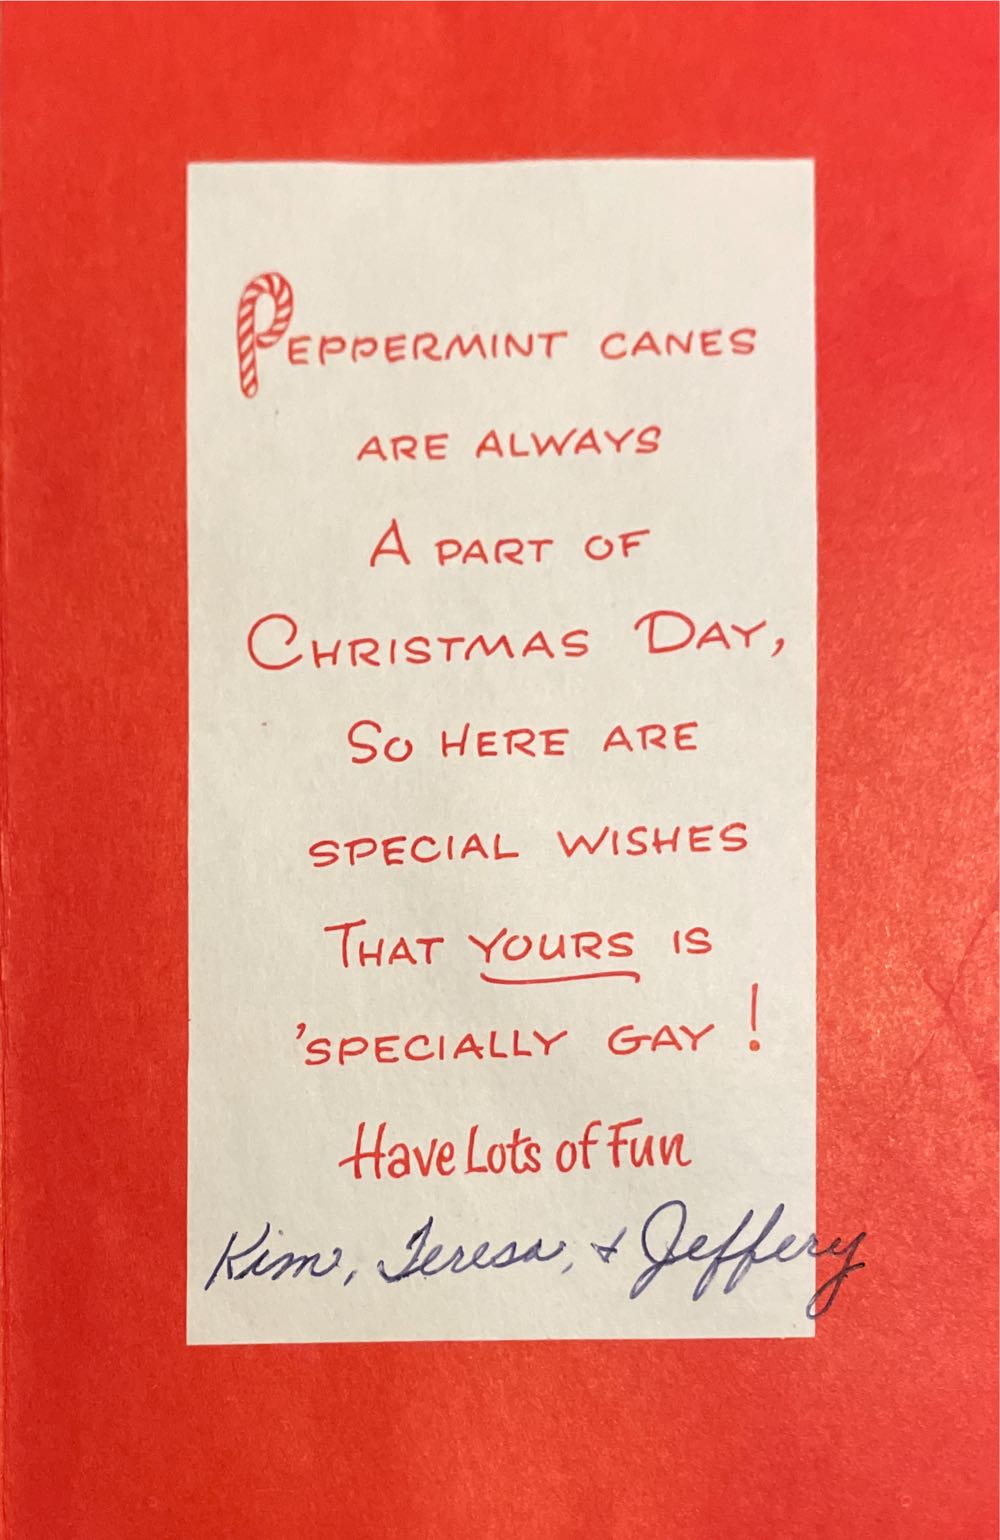 PEPPERMINT CANES
ARE ALWAYS
A PART OF
CHRISTMAS DAY,
SO HERE ARE
SPECIAL WISHES
THAT YOURS IS
'SPECIALLY GAY!
Have Lots of Fun
Kim, Teresa, & Jeffery